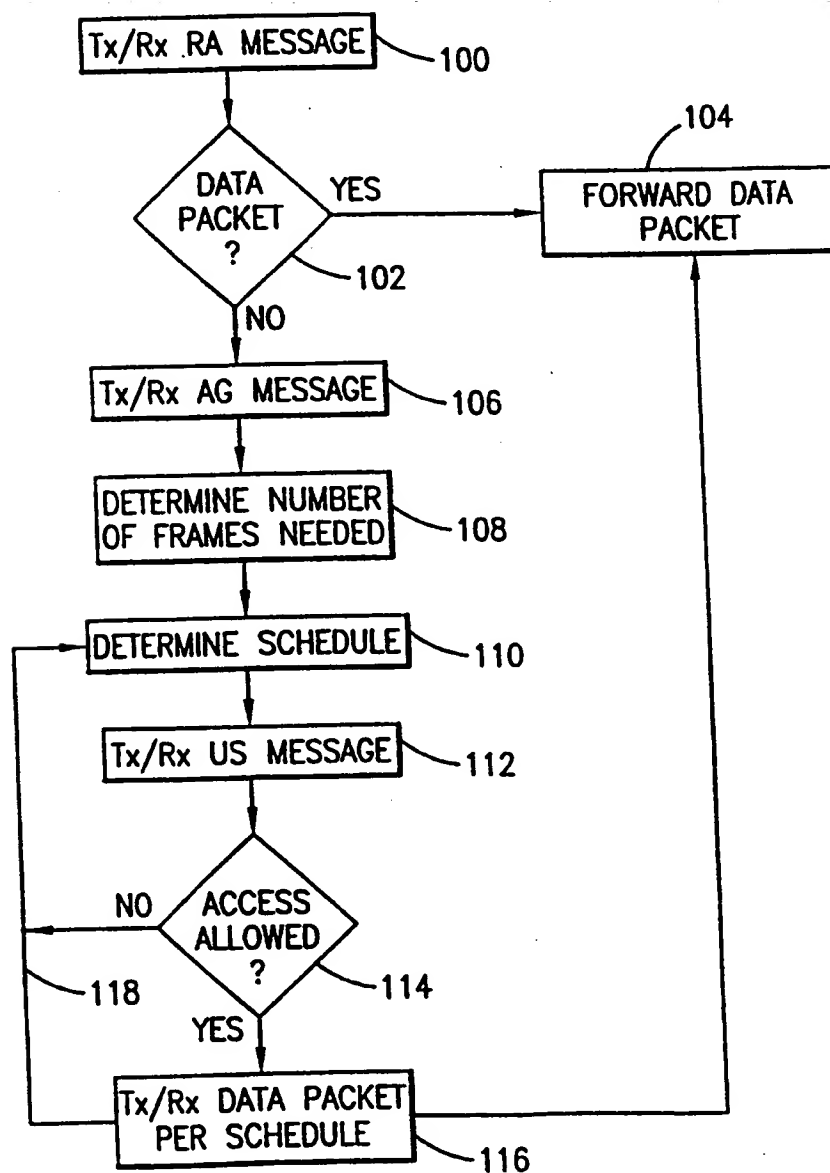 Tx/Rx RA MESSAGE
100
DATA
PACKET
?
YES
102
NO
104
FORWARD DATA
PACKET
Tx/Rx AG MESSAGE
106
DETERMINE NUMBER
OF FRAMES NEEDED
108
DETERMINE SCHEDULE
110
Tx/Rx US MESSAGE
112
NO
ACCESS
ALLOWED
?
114
118
YES
Tx/Rx DATA PACKET
PER SCHEDULE
116